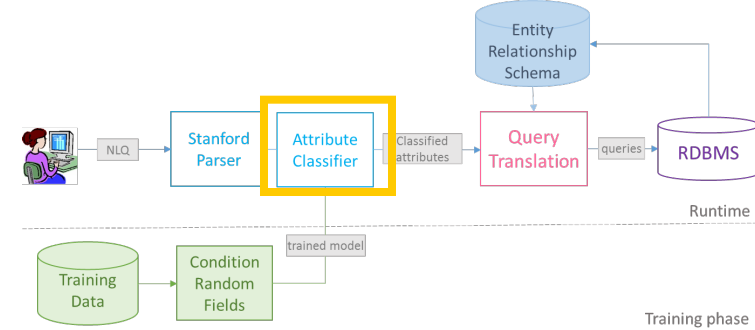 Entity
Relationship
Schema
NLQ
Stanford
Parser
Attribute
Classifier
Classified
attributes
Query
Translation
queries
RDBMS
Runtime
trained model
Training
Data
Condition
Random
Fields
Training phase